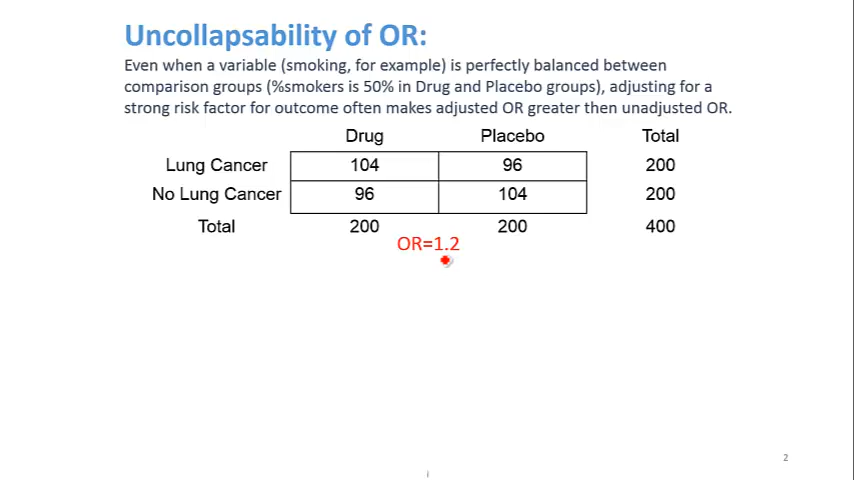 Uncollapsability of OR:
Even when a variable (smoking, for example) is perfectly balanced between
comparison groups (%smokers is 50% in Drug and Placebo groups), adjusting for a
strong risk factor for outcome often makes adjusted OR greater then unadjusted OR.
Drug Placebo Total
Lung Cancer 104 96 200
No Lung Cancer 96 104 200
Total 200 200 400
OR=1.2
2
i